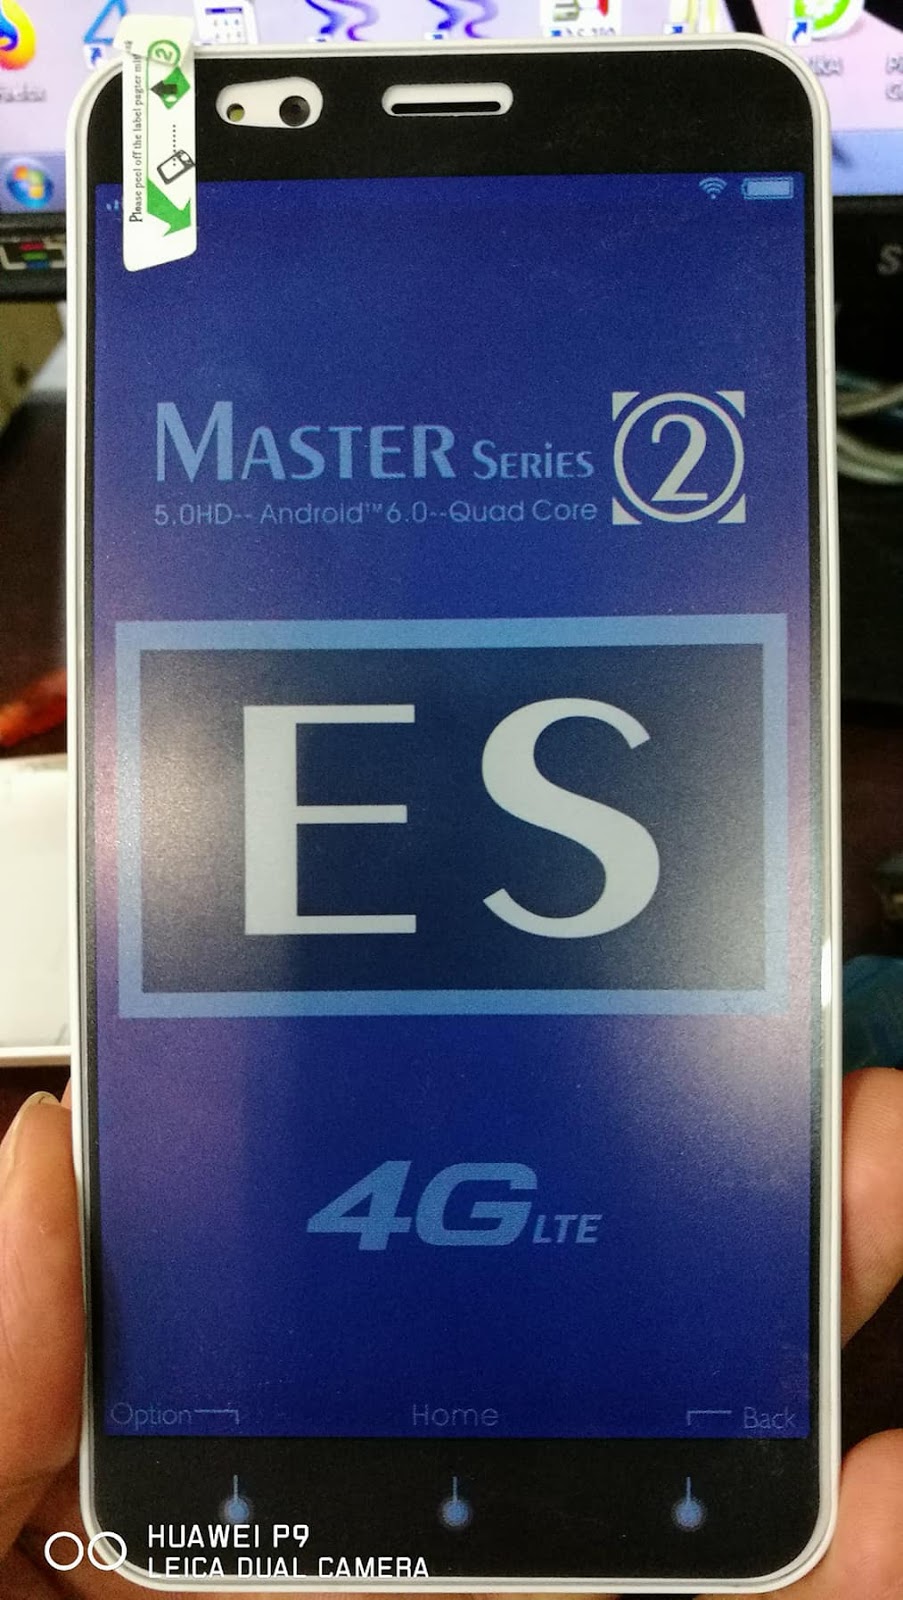 Please peel off the label
2
MASTER SERIES 2
5.0HD--Android™6.0--Quad Core
ES
4G LTE
Option Home Back
HUAWEI P9
LEICA DUAL CAMERA